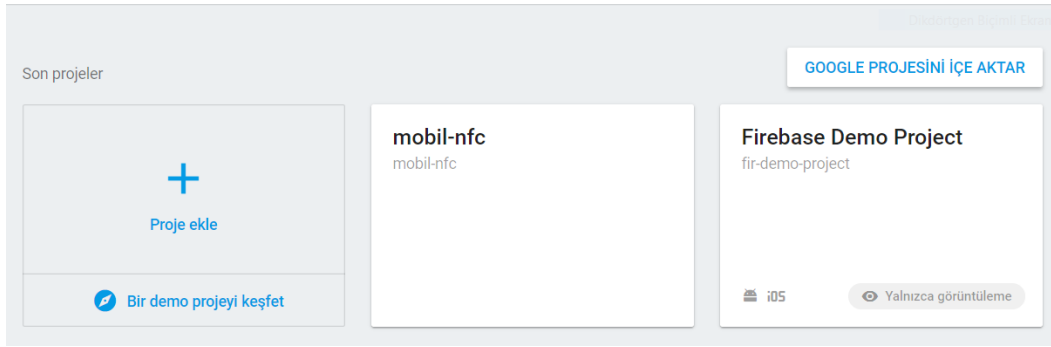 Son projeler
GOOGLE PROJESİNİ İÇE AKTAR
Proje ekle
Bir demo projeyi keşfet
mobil-nfc
mobil-nfc
Firebase Demo Project
fir-demo-project
iOS
Yalnızca görüntüleme